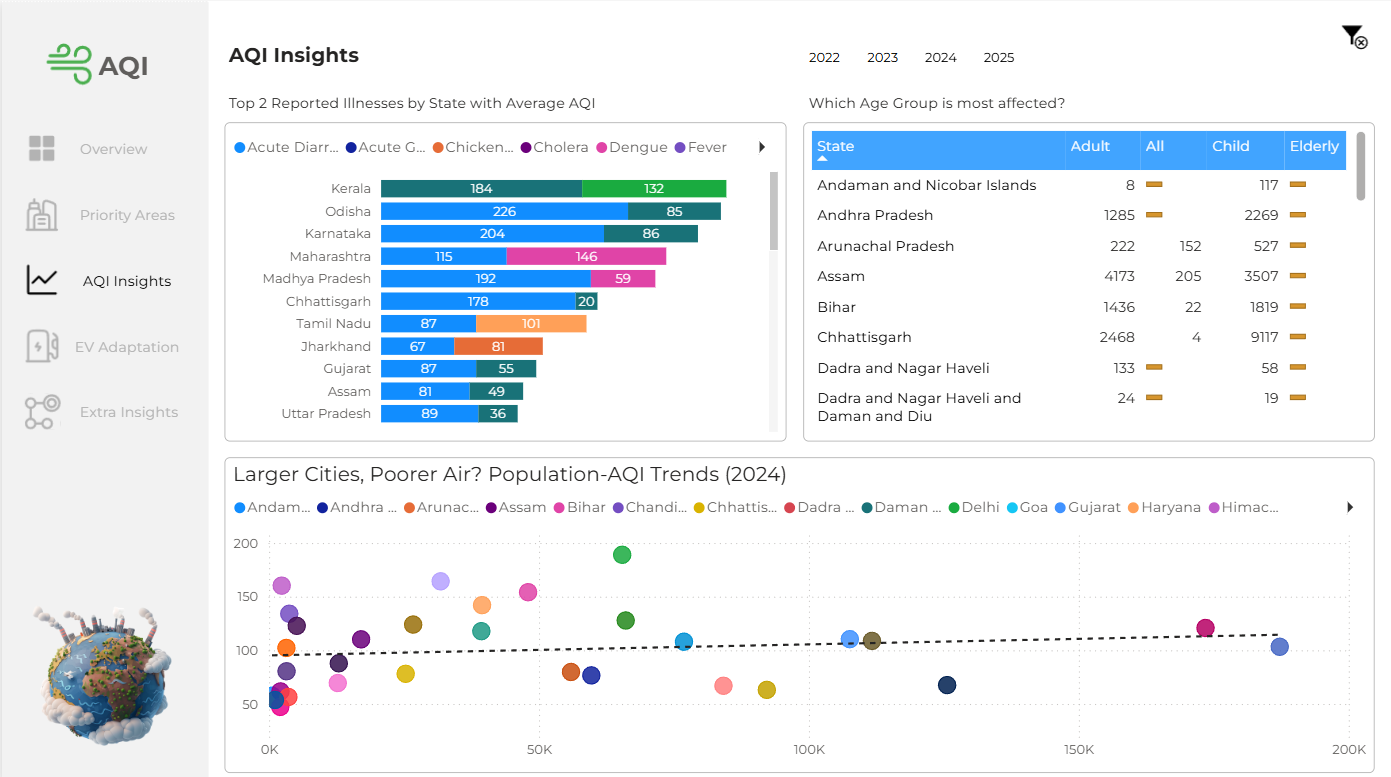 AQI
Overview
Priority Areas
AQI Insights
EV Adaptation
Extra Insights
AQI Insights
2022 2023 2024 2025
Top 2 Reported Illnesses by State with Average AQI
Acute Diarr... Acute G... Chicken... Cholera Dengue Fever
Kerala 184 132
Odisha 226 85
Karnataka 204 86
Maharashtra 115 146
Madhya Pradesh 192 59
Chhattisgarh 178 20
Tamil Nadu 87 101
Jharkhand 67 81
Gujarat 87 55
Assam 81 49
Uttar Pradesh 89 36
Which Age Group is most affected?
State Adult All Child Elderly
Andaman and Nicobar Islands 8 117
Andhra Pradesh 1285 2269
Arunachal Pradesh 222 152 527
Assam 4173 205 3507
Bihar 1436 22 1819
Chhattisgarh 2468 4 9117
Dadra and Nagar Haveli 133 58
Dadra and Nagar Haveli and 24 19
Daman and Diu
Larger Cities, Poorer Air? Population-AQI Trends (2024)
Andam... Andhra ... Arunac... Assam Bihar Chandi... Chhattis... Dadra ... Daman ... Delhi Goa Gujarat Haryana Himac...
200
150
100
50
0K 50K 100K 150K 200K